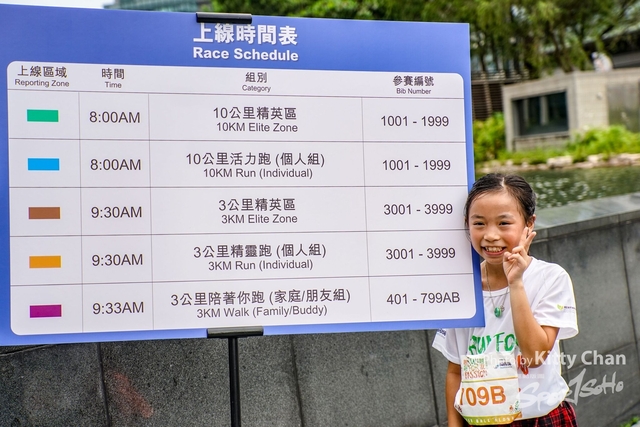 上線時間表
Race Schedule
上線區域 時間 組別 參賽編號
Reporting Zone Time Category Bib Number
8:00AM 10公里精英區 1001 - 1999
10KM Elite Zone
8:00AM 10公里活力跑 (個人組) 1001 - 1999
10KM Run (Individual)
9:30AM 3公里精英區 3001 - 3999
3KM Elite Zone
9:30AM 3公里精靈跑 (個人組) 3001 - 3999
3KM Run (Individual)
9:33AM 3公里陪著你跑 (家庭/朋友組) 401 - 799AB
3KM Walk (Family/Buddy)
by Kitty Chan
709B